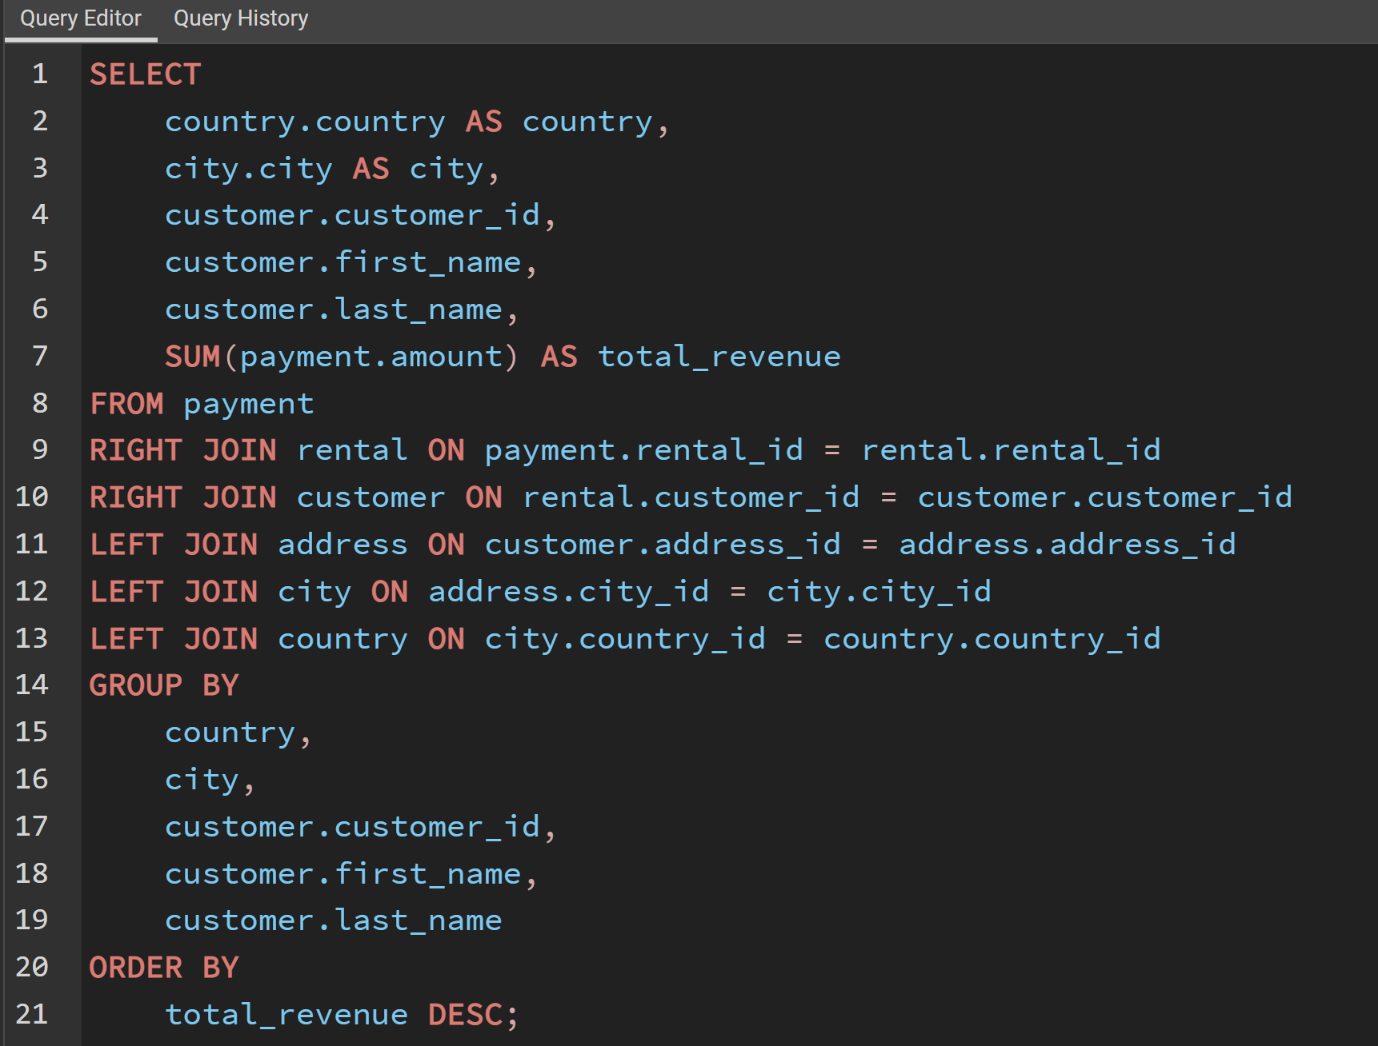 Query Editor Query History
1 SELECT
2 country.country AS country,
3 city.city AS city,
4 customer.customer_id,
5 customer.first_name,
6 customer.last_name,
7 SUM(payment.amount) AS total_revenue
8 FROM payment
9 RIGHT JOIN rental ON payment.rental_id = rental.rental_id
10 RIGHT JOIN customer ON rental.customer_id = customer.customer_id
11 LEFT JOIN address ON customer.address_id = address.address_id
12 LEFT JOIN city ON address.city_id = city.city_id
13 LEFT JOIN country ON city.country_id = country.country_id
14 GROUP BY
15 country,
16 city,
17 customer.customer_id,
18 customer.first_name,
19 customer.last_name
20 ORDER BY
21 total_revenue DESC;